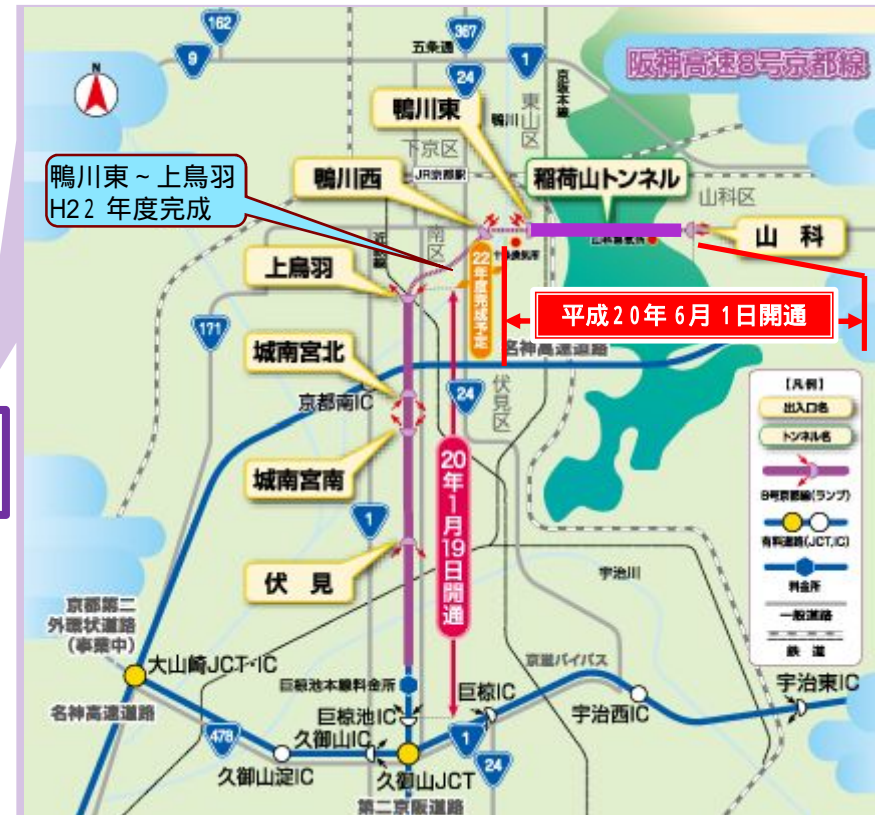 阪神高速8号京都線
162
9
367
五条通
24
1
京阪本線
N
鴨川東
鴨川
東山区
下京区
鴨川東~上鳥羽
H22年度完成
鴨川西
JR京都駅
稲荷山トンネル
山科区
山科
南区
近鉄線
上鳥羽
22年度完成予定
平成20年6月1日開通
名神高速道路
171
城南宮北
京都南IC
24
伏見区
城南宮南
20年1月19日開通
1
伏見
【凡例】
出入口名
トンネル名
8号京都線(ランプ)
有料道路(JCT,IC)
料金所
一般道路
鉄道
宇治川
京都第二
外環状道路
(事業中)
大山崎JCT・IC
京滋バイパス
巨椋池本線料金所
巨椋IC
宇治東IC
名神高速道路
巨椋池IC
宇治西IC
478
久御山IC
1
久御山淀IC
久御山JCT
24
第二京阪道路